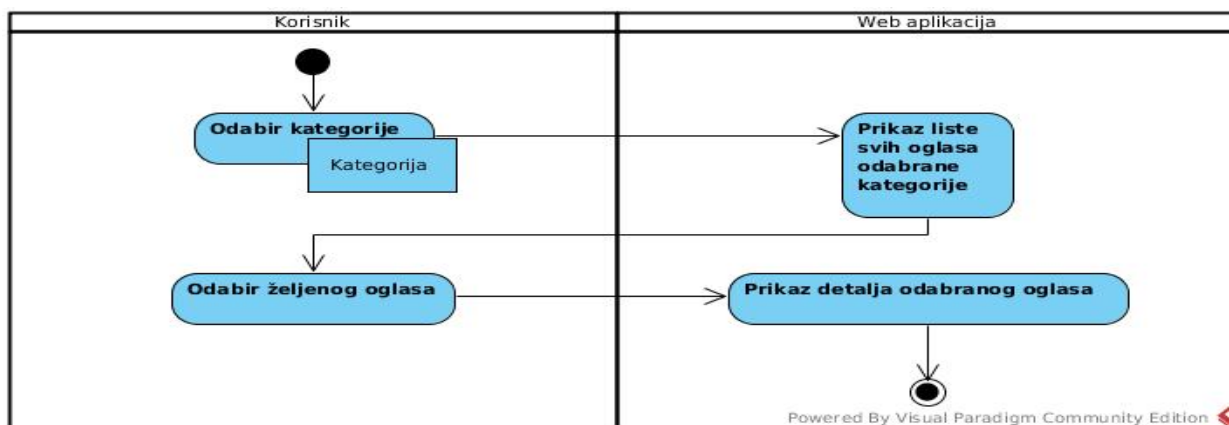 Korisnik
Web aplikacija
Odabir kategorije
Kategorija
Prikaz liste
svih oglasa
odabrane
kategorije
Odabir željenog oglasa
Prikaz detalja odabranog oglasa
Powered By Visual Paradigm Community Edition